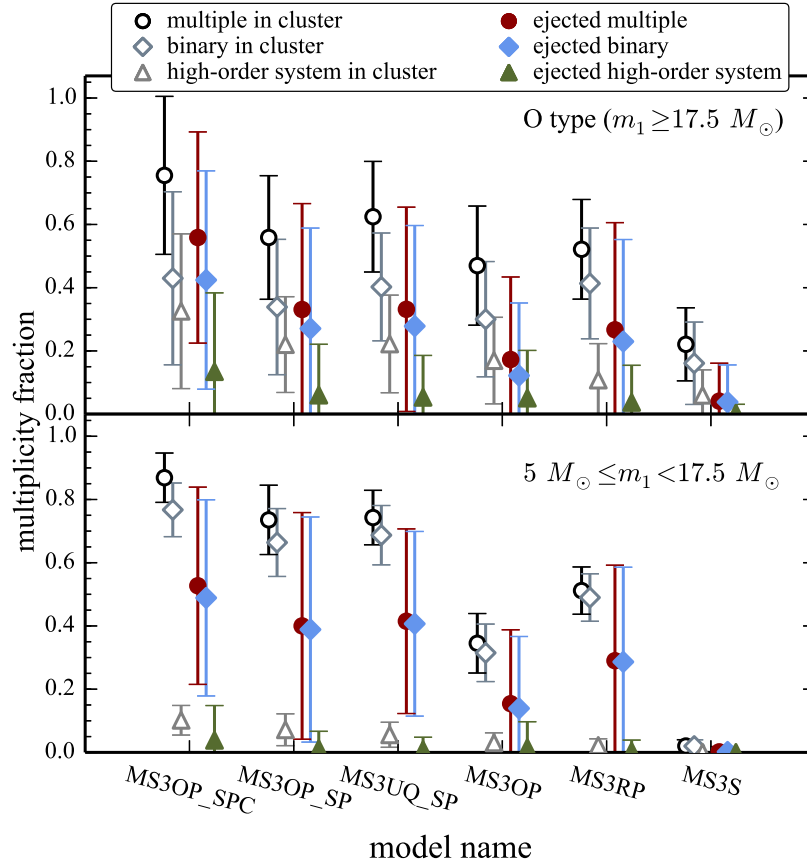 multiple in cluster ejected multiple
binary in cluster ejected binary
high-order system in cluster ejected high-order system
O type (m₁ ≥17.5 M⊙)
1.0
0.8
0.6
0.4
0.2
0.0
multiplicity fraction
5 M⊙ ≤m₁ <17.5 M⊙
1.0
0.8
0.6
0.4
0.2
0.0
MS3OP_SPC MS3OP_SP MS3UQ_SP MS3OP MS3RP MS3S
model name